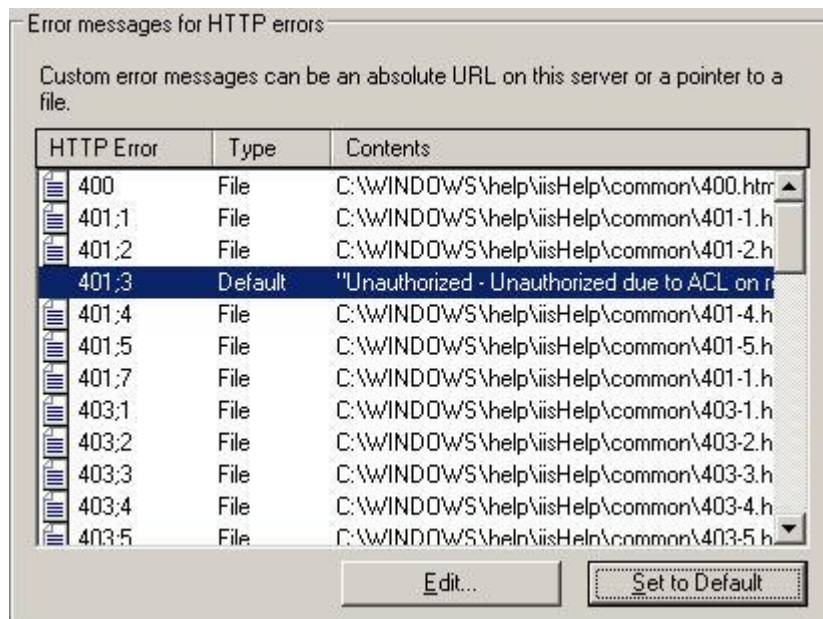 Error messages for HTTP errors
Custom error messages can be an absolute URL on this server or a pointer to a
file.
HTTP Error Type Contents
400 File C:\WINDOWS\help\iisHelp\common\400.htm
401;1 File C:\WINDOWS\help\iisHelp\common\401-1.h
401;2 File C:\WINDOWS\help\iisHelp\common\401-2.h
401;3 Default "Unauthorized - Unauthorized due to ACL on r
401;4 File C:\WINDOWS\help\iisHelp\common\401-4.h
401;5 File C:\WINDOWS\help\iisHelp\common\401-5.h
401;7 File C:\WINDOWS\help\iisHelp\common\401-1.h
403;1 File C:\WINDOWS\help\iisHelp\common\403-1.h
403;2 File C:\WINDOWS\help\iisHelp\common\403-2.h
403;3 File C:\WINDOWS\help\iisHelp\common\403-3.h
403;4 File C:\WINDOWS\help\iisHelp\common\403-4.h
403;5 File C:\WINDOWS\help\iisHelp\common\403-5.h
Edit... Set to Default